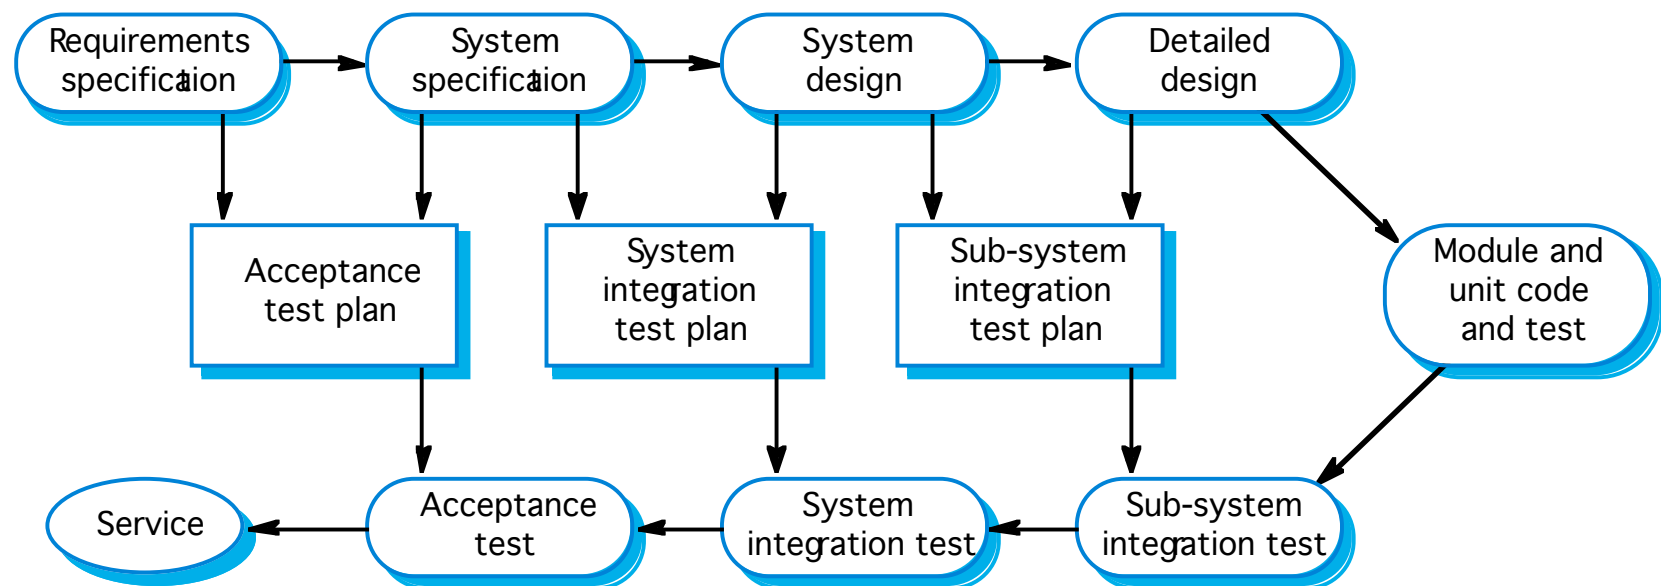 Requirements
specification
System
specification
System
design
Detailed
design
Acceptance
test plan
System
integration
test plan
Sub-system
integration
test plan
Module and
unit code
and test
Service
Acceptance
test
System
integration test
Sub-system
integration test